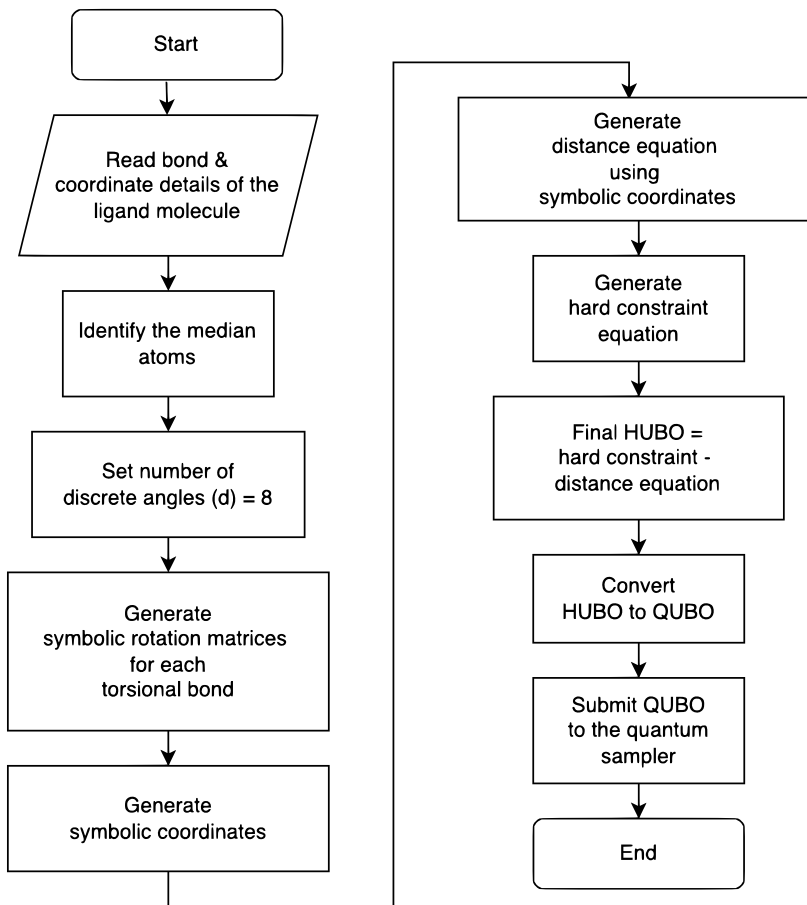 Start
Read bond &
coordinate details of the
ligand molecule
Identify the median
atoms
Set number of
discrete angles (d) = 8
Generate
symbolic rotation matrices
for each
torsional bond
Generate
symbolic coordinates
Generate
distance equation
using
symbolic coordinates
Generate
hard constraint
equation
Final HUBO =
hard constraint -
distance equation
Convert
HUBO to QUBO
Submit QUBO
to the quantum
sampler
End